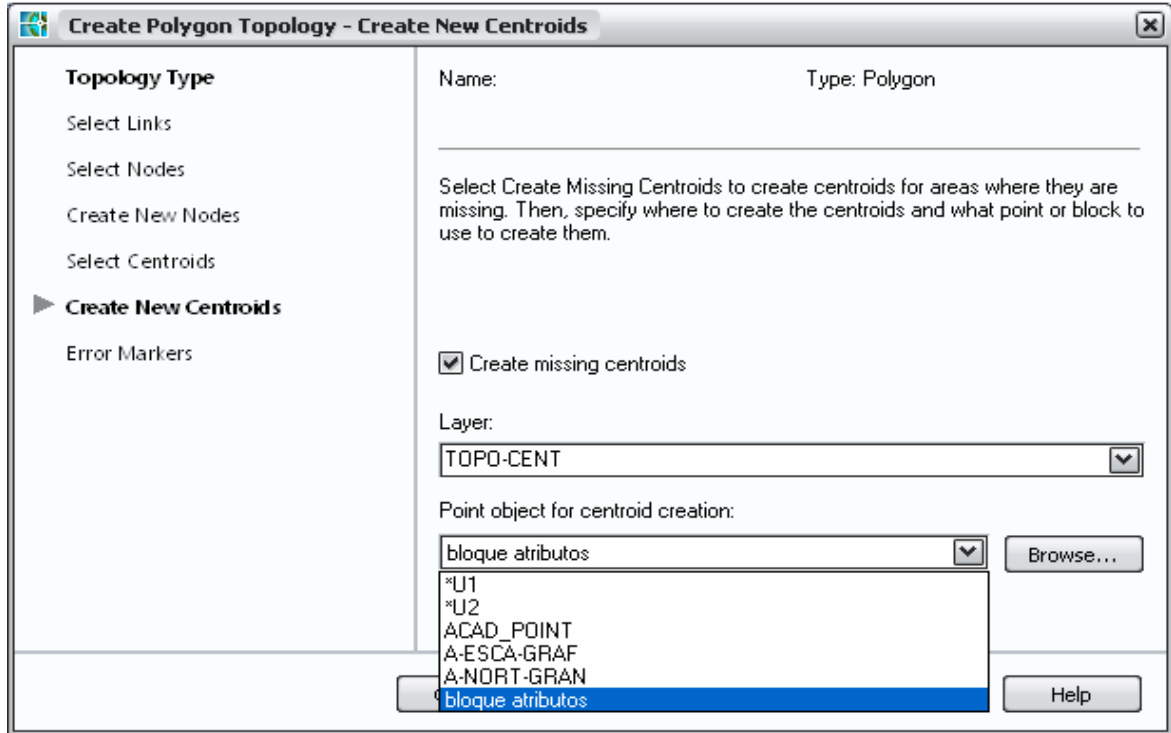 Create Polygon Topology - Create New Centroids
Topology Type
Select Links
Select Nodes
Create New Nodes
Select Centroids
Create New Centroids
Error Markers
Name:
Type: Polygon
Select Create Missing Centroids to create centroids for areas where they are
missing. Then, specify where to create the centroids and what point or block to
use to create them.
Create missing centroids
Layer:
TOPO-CENT
Point object for centroid creation:
bloque atributos
Browse...
*U1
*U2
ACAD_POINT
A-ESCA-GRAF
A-NORT-GRAN
bloque atributos
Help